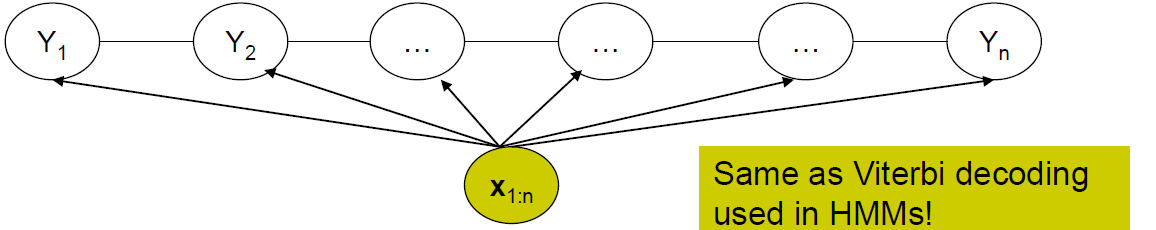 Y1 Y2 … … … Yn
x1:n
Same as Viterbi decoding
used in HMMs!